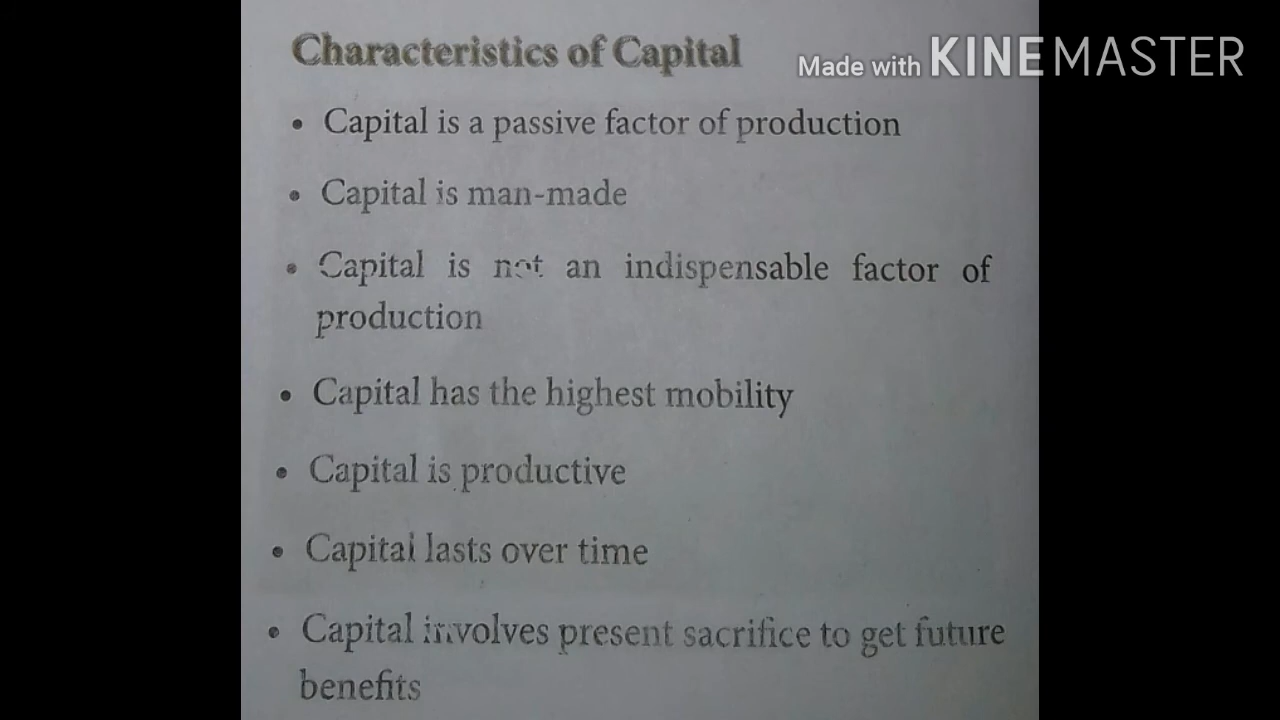 Characteristics of Capital
Made with KINEMASTER
• Capital is a passive factor of production
• Capital is man-made
• Capital is not an indispensable factor of
production
• Capital has the highest mobility
• Capital is productive
• Capital lasts over time
• Capital involves present sacrifice to get future
benefits